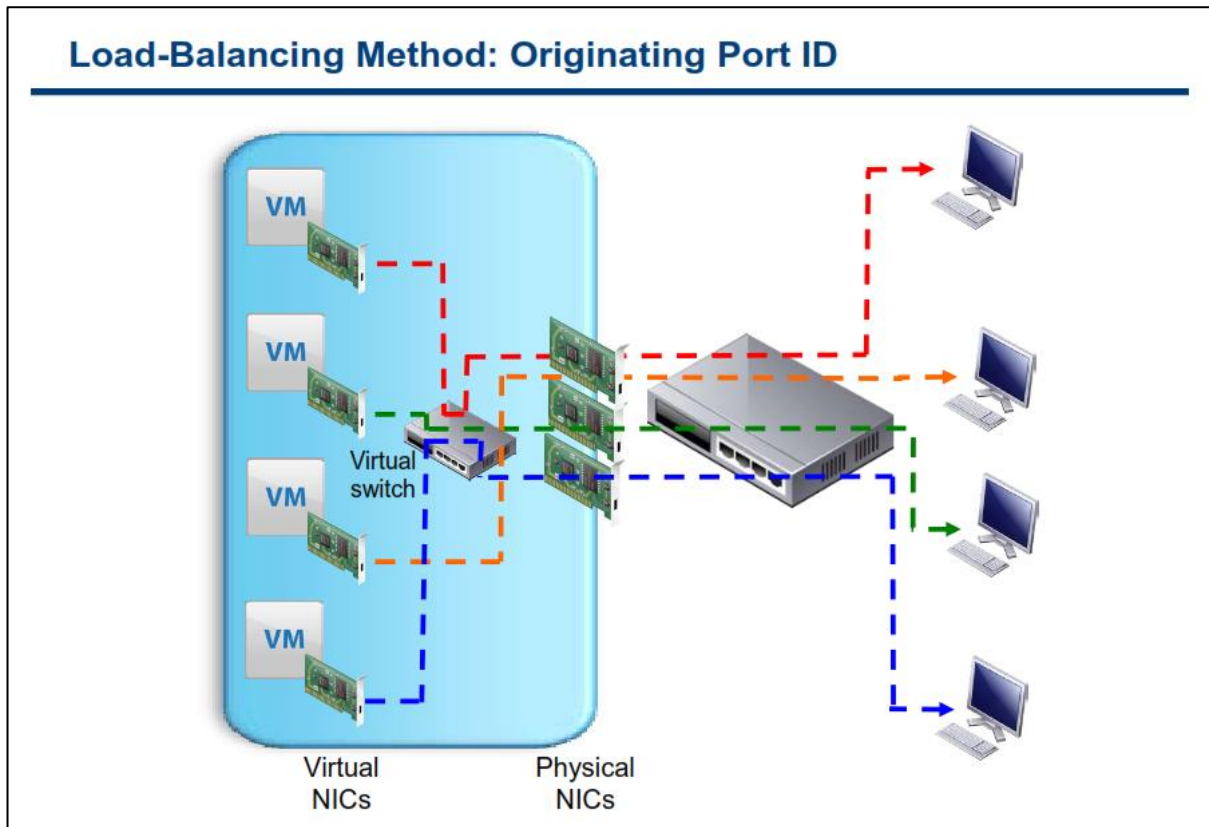 Load-Balancing Method: Originating Port ID
VM
VM
Virtual
switch
VM
VM
Virtual
NICs
Physical
NICs